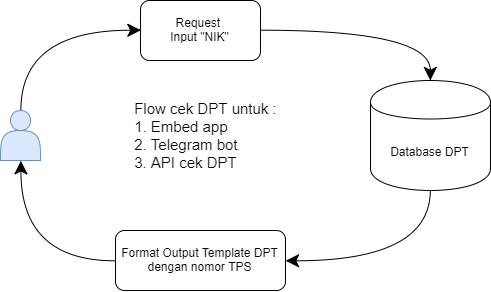 Request
Input "NIK"
Flow cek DPT untuk :
1. Embed app
2. Telegram bot
3. API cek DPT
Database DPT
Format Output Template DPT
dengan nomor TPS